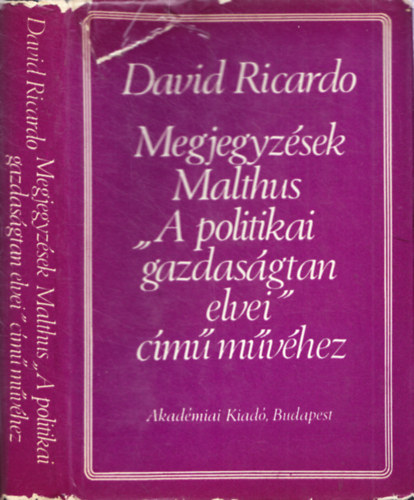 David Ricardo
Megjegyzések
Malthus
„A politikai
gazdaságtan
elvei”
című művéhez
Akadémiai Kiadó, Budapest
David Ricardo Megjegyzések Malthus „A politikai
gazdaságtan elvei” című művéhez